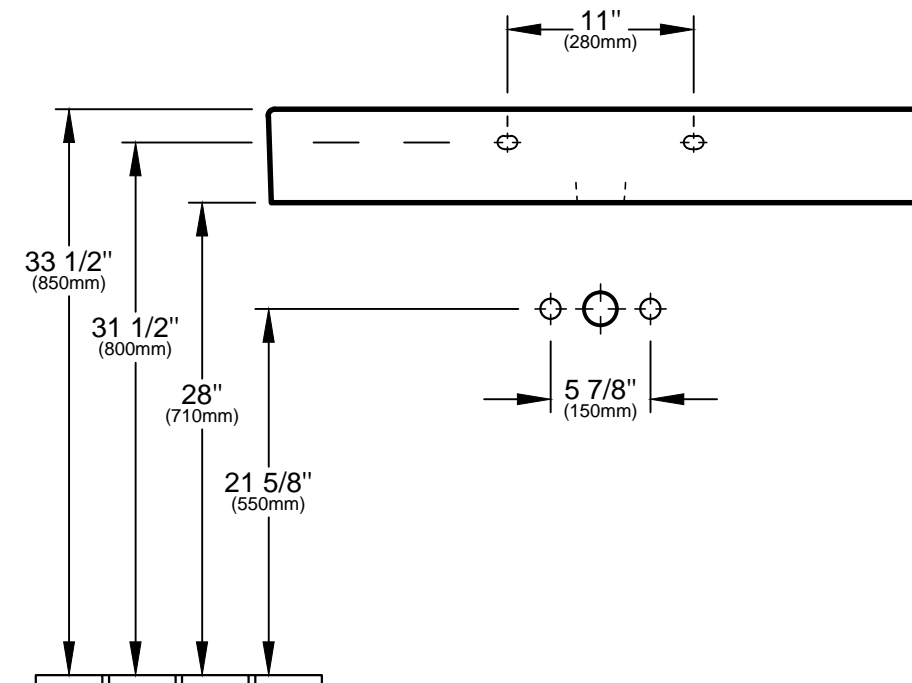 11"
(280mm)
33 1/2"
(850mm)
31 1/2"
(800mm)
28"
(710mm)
5 7/8"
(150mm)
21 5/8"
(550mm)